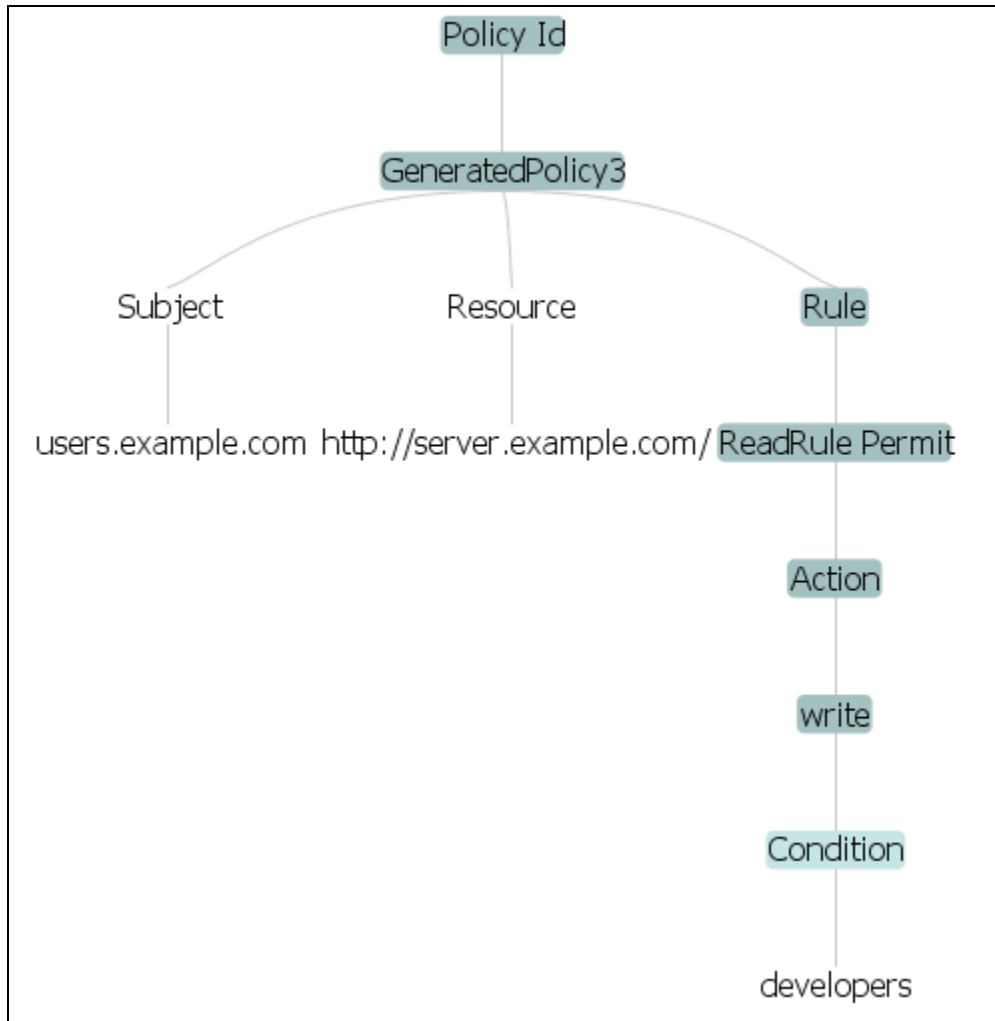 Policy Id
GeneratedPolicy3
Subject
Resource
Rule
users.example.com
http://server.example.com/
ReadRule Permit
Action
write
Condition
developers